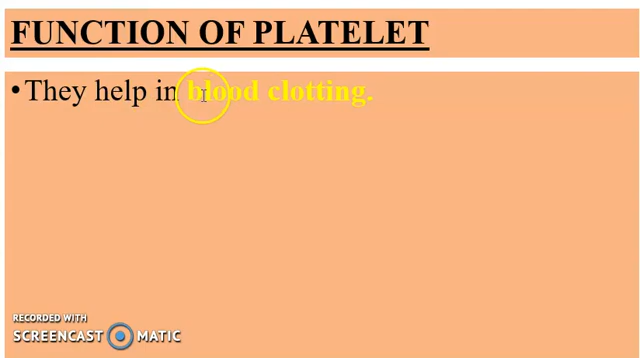 FUNCTION OF PLATELET
•They help in blood clotting.
RECORDED WITH
SCREENCAST MATIC